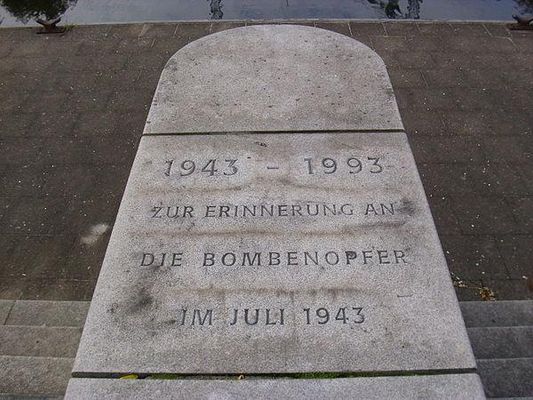 1943 - 1993
ZUR ERINNERUNG AN
DIE BOMBENOPFER
IM JULI 1943